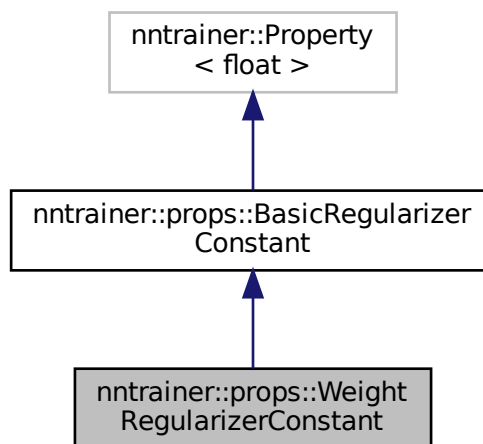 nntrainer::Property
< float >
nntrainer::props::BasicRegularizer
Constant
nntrainer::props::Weight
RegularizerConstant